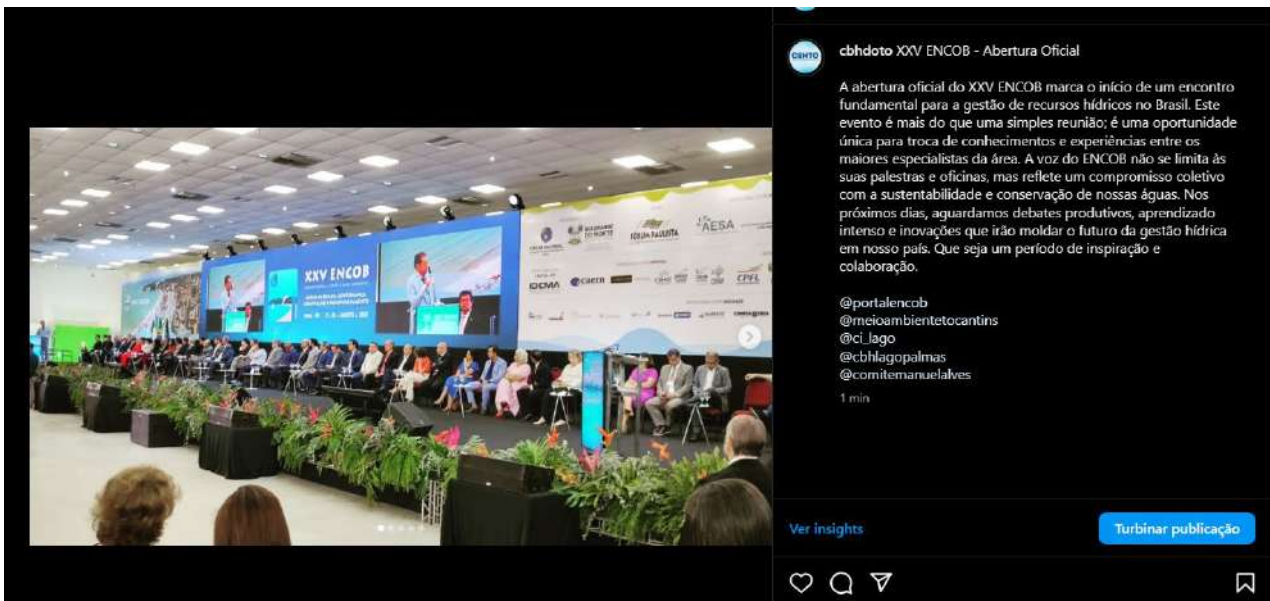 XXV ENCOB
CAERN
FÓRUM PAULISTA
AESA
IDEMA
CPFL
CENTO
cbhdoto XXV ENCOB - Abertura Oficial
A abertura oficial do XXV ENCOB marca o início de um encontro
fundamental para a gestão de recursos hídricos no Brasil. Este
evento é mais do que uma simples reunião; é uma oportunidade
única para troca de conhecimentos e experiências entre os
maiores especialistas da área. A voz do ENCOB não se limita às
suas palestras e oficinas, mas reflete um compromisso coletivo
com a sustentabilidade e conservação de nossas águas. Nos
próximos dias, aguardamos debates produtivos, aprendizado
intenso e inovações que irão moldar o futuro da gestão hídrica
em nosso país. Que seja um período de inspiração e
colaboração.
@portalencob
@meioambientetocantins
@ci_lago
@cbhlagopalmas
@comitemanuelalves
1 min
Ver insights
Turbinar publicação